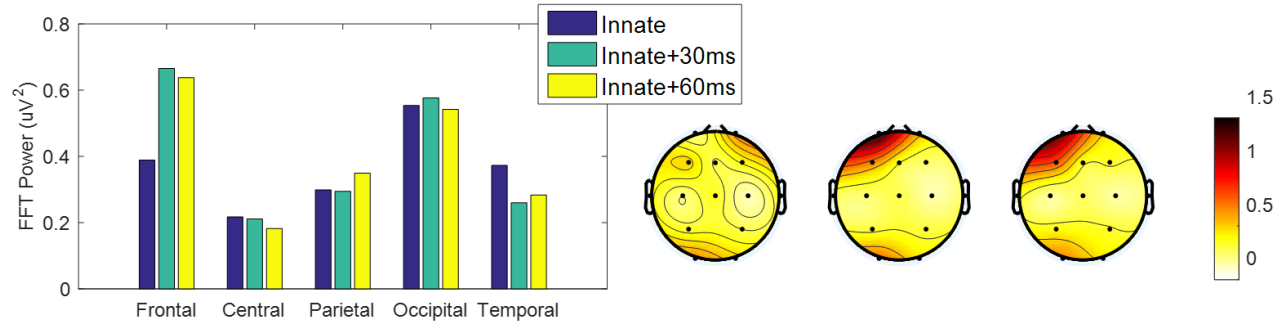 FFT Power (uV²)
0.8
0.6
0.4
0.2
0
Frontal Central Parietal Occipital Temporal
Innate
Innate+30ms
Innate+60ms
1.5
1
0.5
0